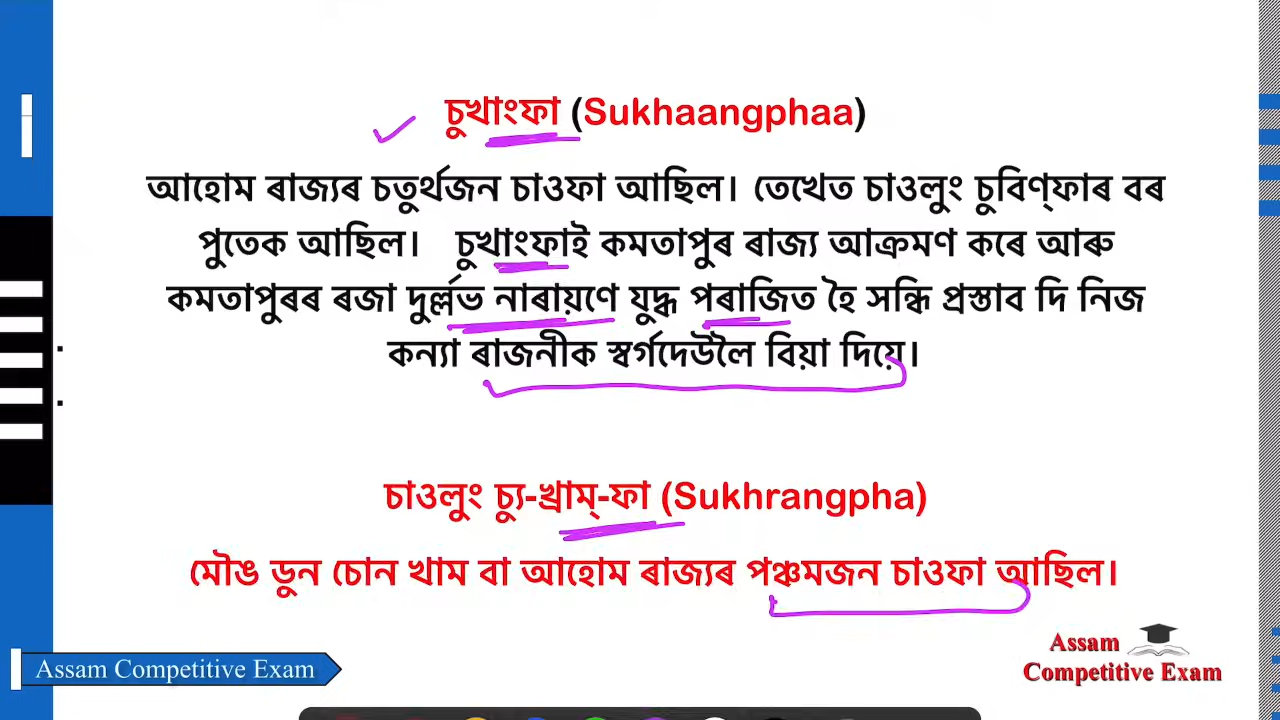 চুখাংফা (Sukhaangphaa)
আহোম ৰাজ্যৰ চতুৰ্থজন চাওফা আছিল। তেখেত চাওলুং চুবিণ্ফাৰ বৰ
পুতেক আছিল। চুখাংফাই কমতাপুৰ ৰাজ্য আক্ৰমণ কৰে আৰু
কমতাপুৰৰ ৰজা দুৰ্ল্লভ নাৰায়ণে যুদ্ধ পৰাজিত হৈ সন্ধি প্ৰস্তাব দি নিজ
কন্যা ৰাজনীক স্বৰ্গদেউলৈ বিয়া দিয়ে।
চাওলুং চ্যু-খ্ৰাম্-ফা (Sukhrangpha)
মৌঙ ডুন চোন খাম বা আহোম ৰাজ্যৰ পঞ্চমজন চাওফা আছিল।
Assam Competitive Exam
Assam
Competitive Exam